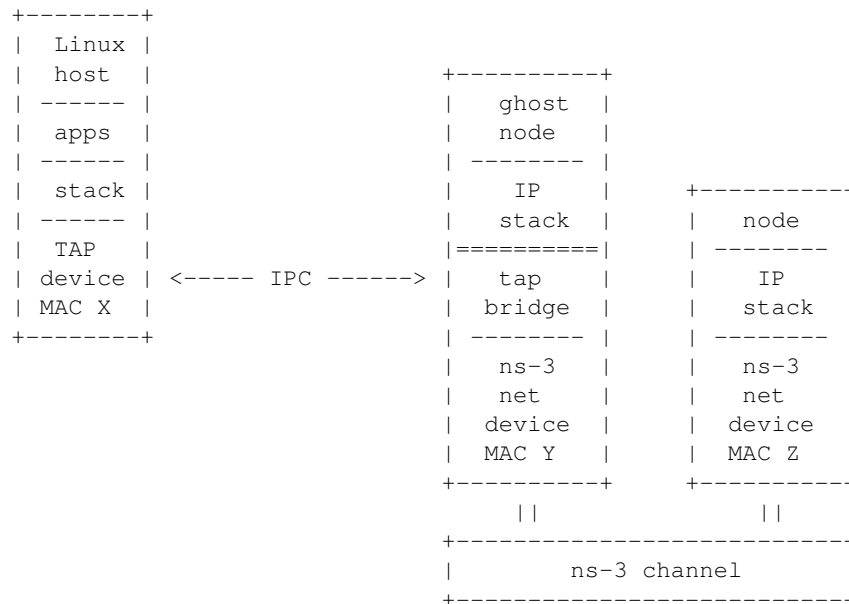 +--------+
|  Linux |
|  host  |                    +----------+
| ------ |                    |   ghost  |
|  apps  |                    |   node   |
| ------ |                    | -------- |
|  stack |                    |    IP    |     +----------
| ------ |                    |   stack  |     |   node
|  TAP   |                    |==========|     | --------
| device | <----- IPC ------> |   tap    |     |    IP
| MAC X  |                    |  bridge  |     |   stack
+--------+                    | -------- |     | --------
                              |   ns-3   |     |   ns-3
                              |   net    |     |   net
                              |  device  |     |  device
                              |  MAC Y   |     |  MAC Z
                              +----------+     +----------
                                   ||               ||
                              +---------------------------
                              |        ns-3 channel
                              +---------------------------